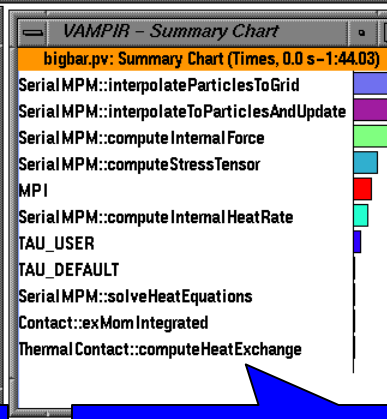 VAMPIR - Summary Chart
bigbar.pv: Summary Chart (Times, 0.0 s-1:44.03)
SerialMPM::interpolateParticlesToGrid
SerialMPM::interpolateToParticlesAndUpdate
SerialMPM::computeInternalForce
SerialMPM::computeStressTensor
MPI
SerialMPM::computeInternalHeatRate
TAU_USER
TAU_DEFAULT
SerialMPM::solveHeatEquations
Contact::exMomIntegrated
ThermalContact::computeHeatExchange